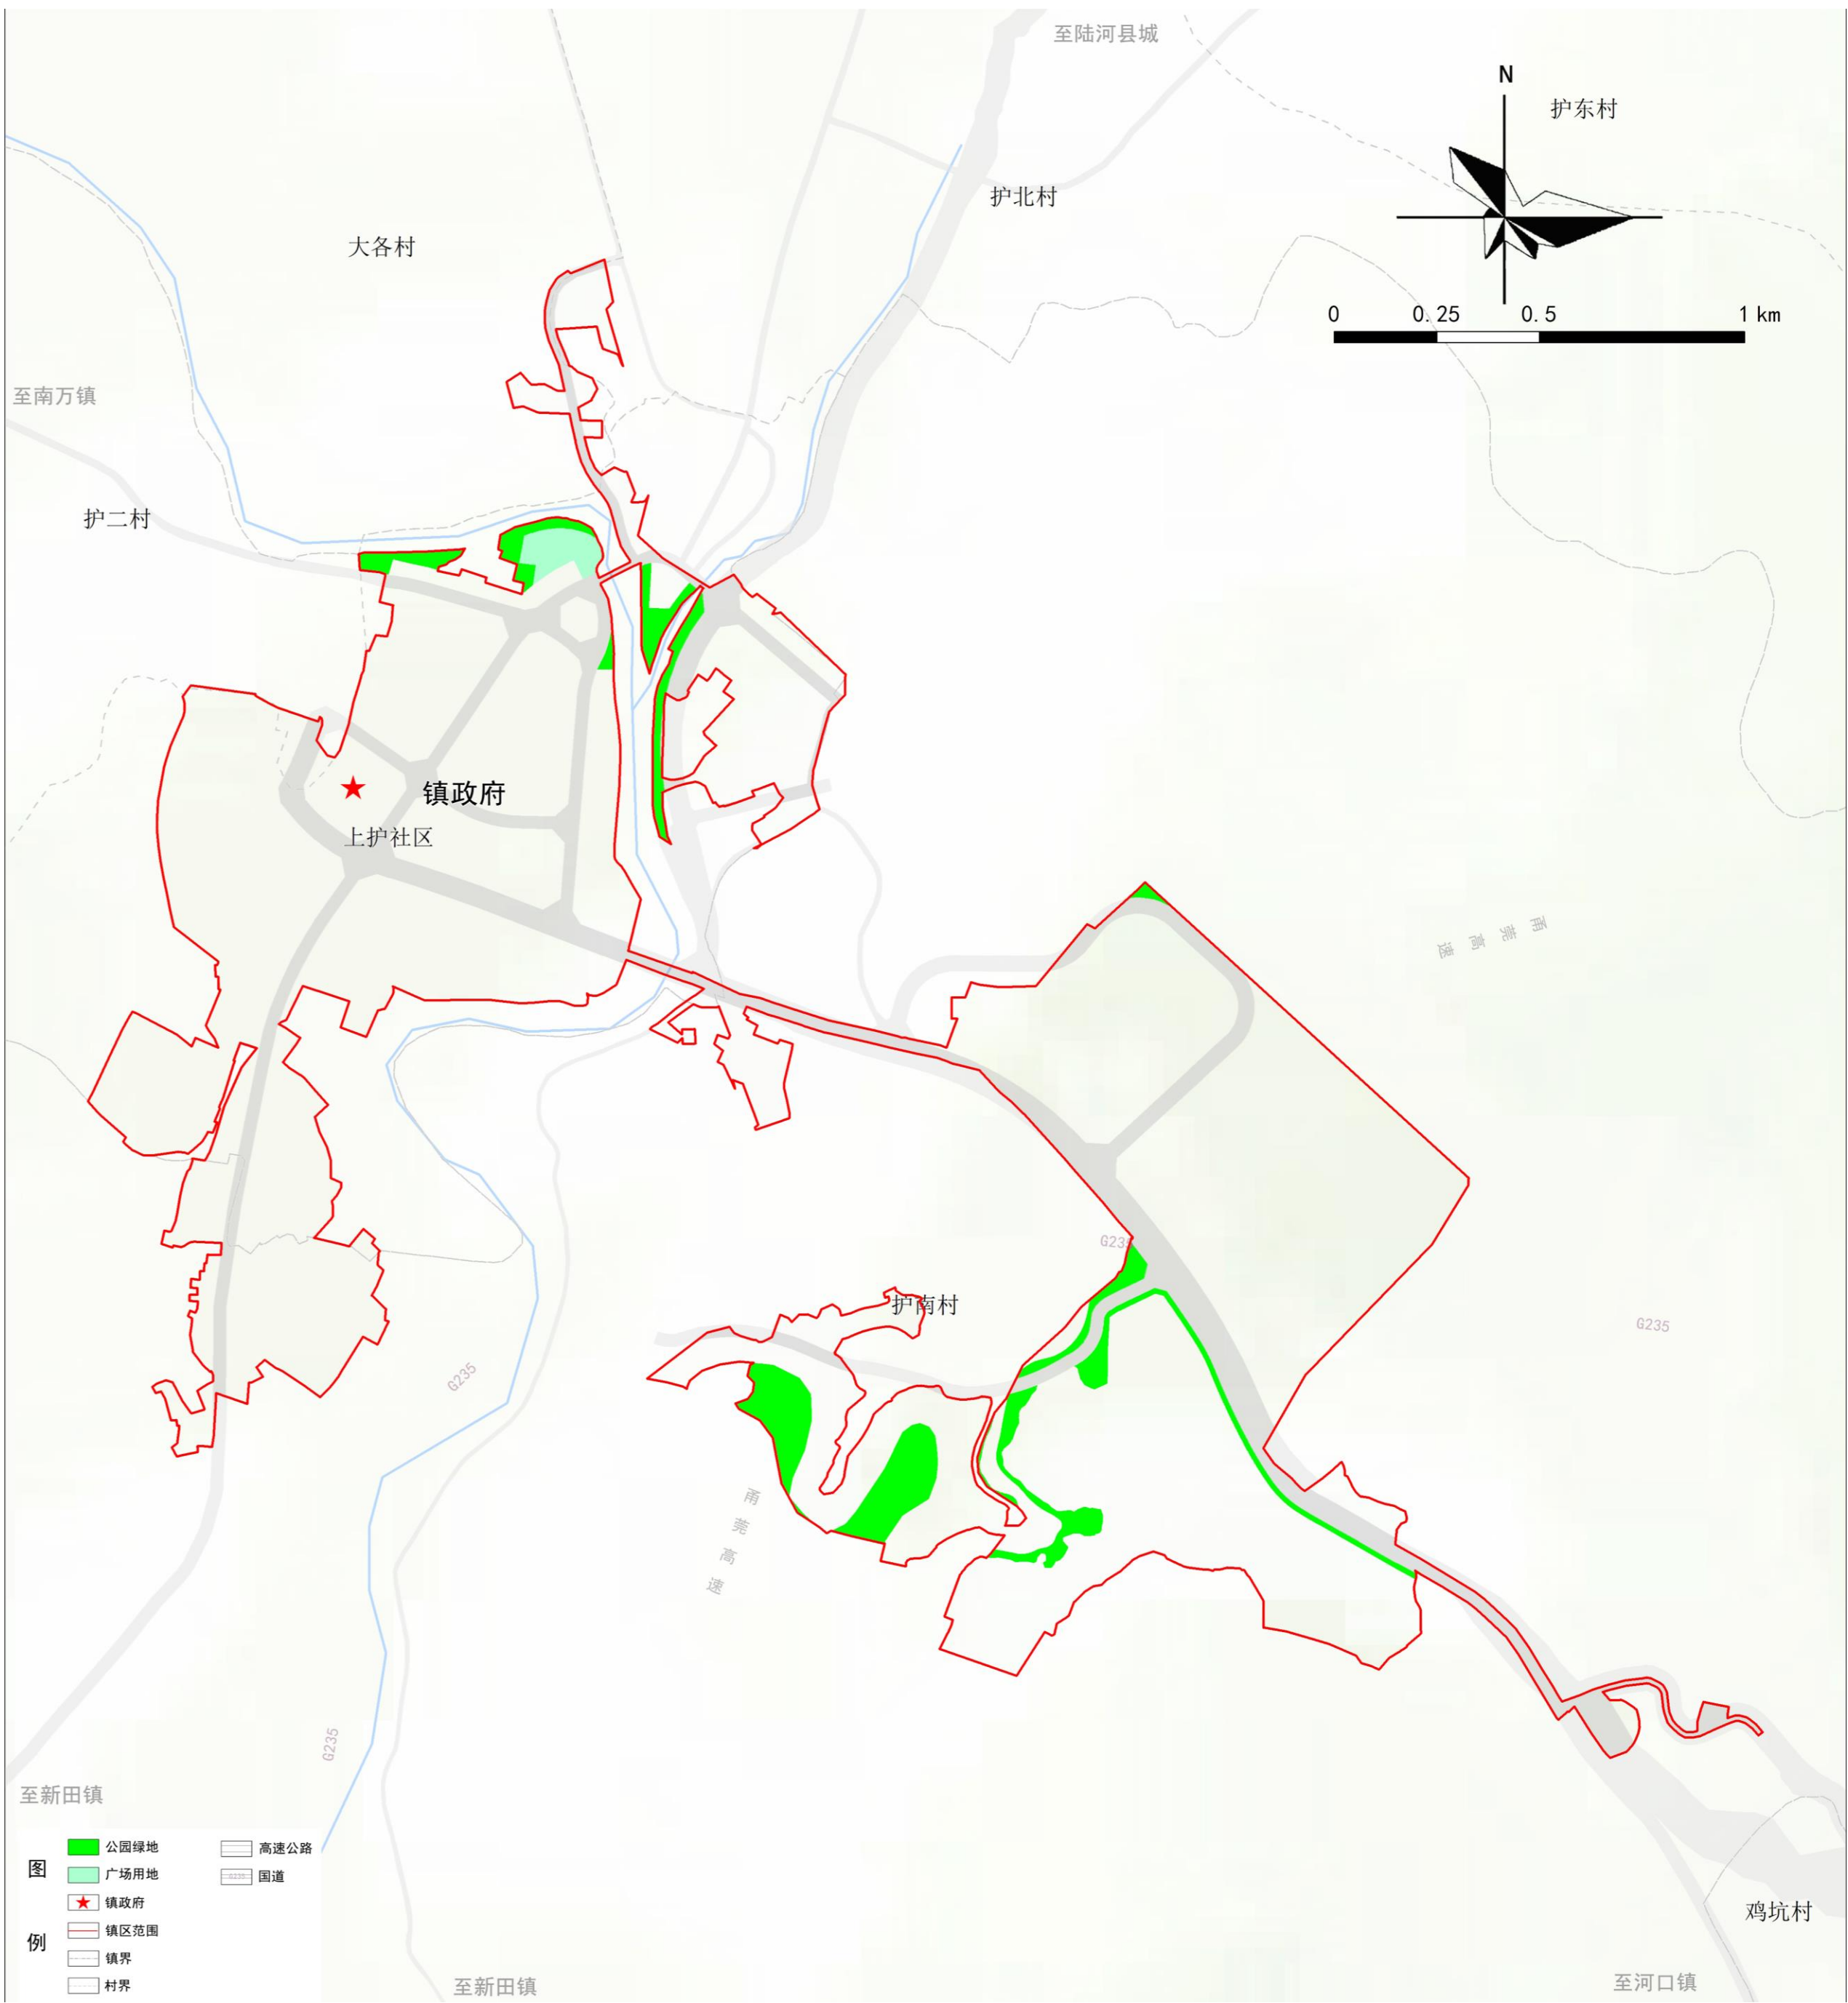 至陆河县城
N
护东村
护北村
大各村
0 0.25 0.5 1 km
至南万镇
护二村
镇政府
上护社区
甬莞高速
G235
护南村
G235
G235
甬莞高速
G235
至新田镇
鸡坑村
至新田镇
至河口镇
图例
公园绿地
高速公路
广场用地
G235
国道
镇政府
镇区范围
镇界
村界